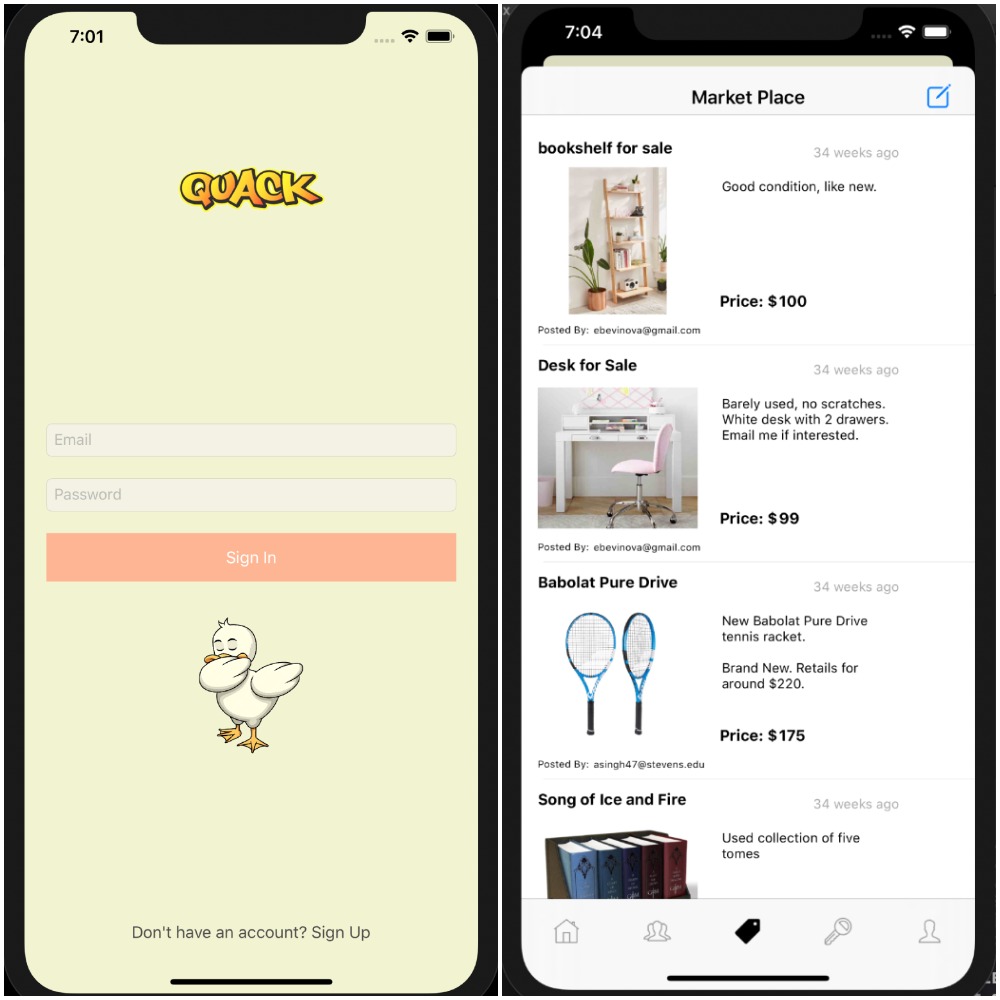 7:01
QUACK
Email
Password
Sign In
Don't have an account? Sign Up
7:04
Market Place
bookshelf for sale
34 weeks ago
Good condition, like new.
Price: $100
Posted By: ebevinova@gmail.com
Desk for Sale
34 weeks ago
Barely used, no scratches.
White desk with 2 drawers.
Email me if interested.
Price: $99
Posted By: ebevinova@gmail.com
Babolat Pure Drive
34 weeks ago
New Babolat Pure Drive
tennis racket.
Brand New. Retails for
around $220.
Price: $175
Posted By: asingh47@stevens.edu
Song of Ice and Fire
34 weeks ago
Used collection of five
tomes